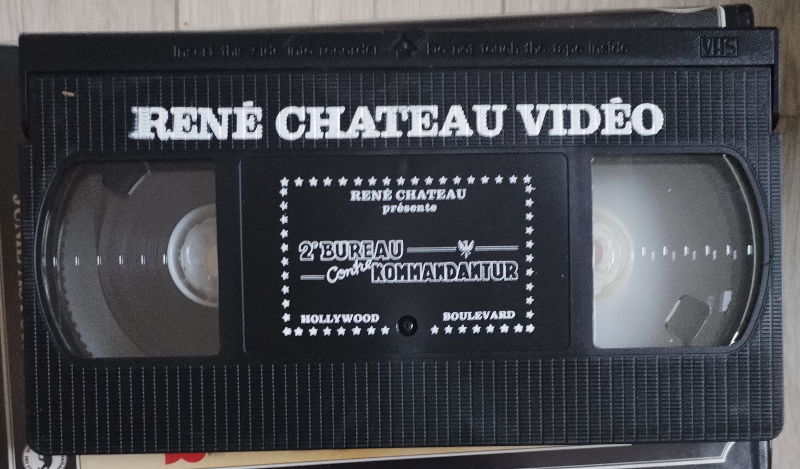 Insert this side into recorder Do not touch the tape inside VHS
RENÉ CHATEAU VIDÉO
RENÉ CHATEAU
présente
2e BUREAU
Contre KOMMANDANTUR
HOLLYWOOD BOULEVARD